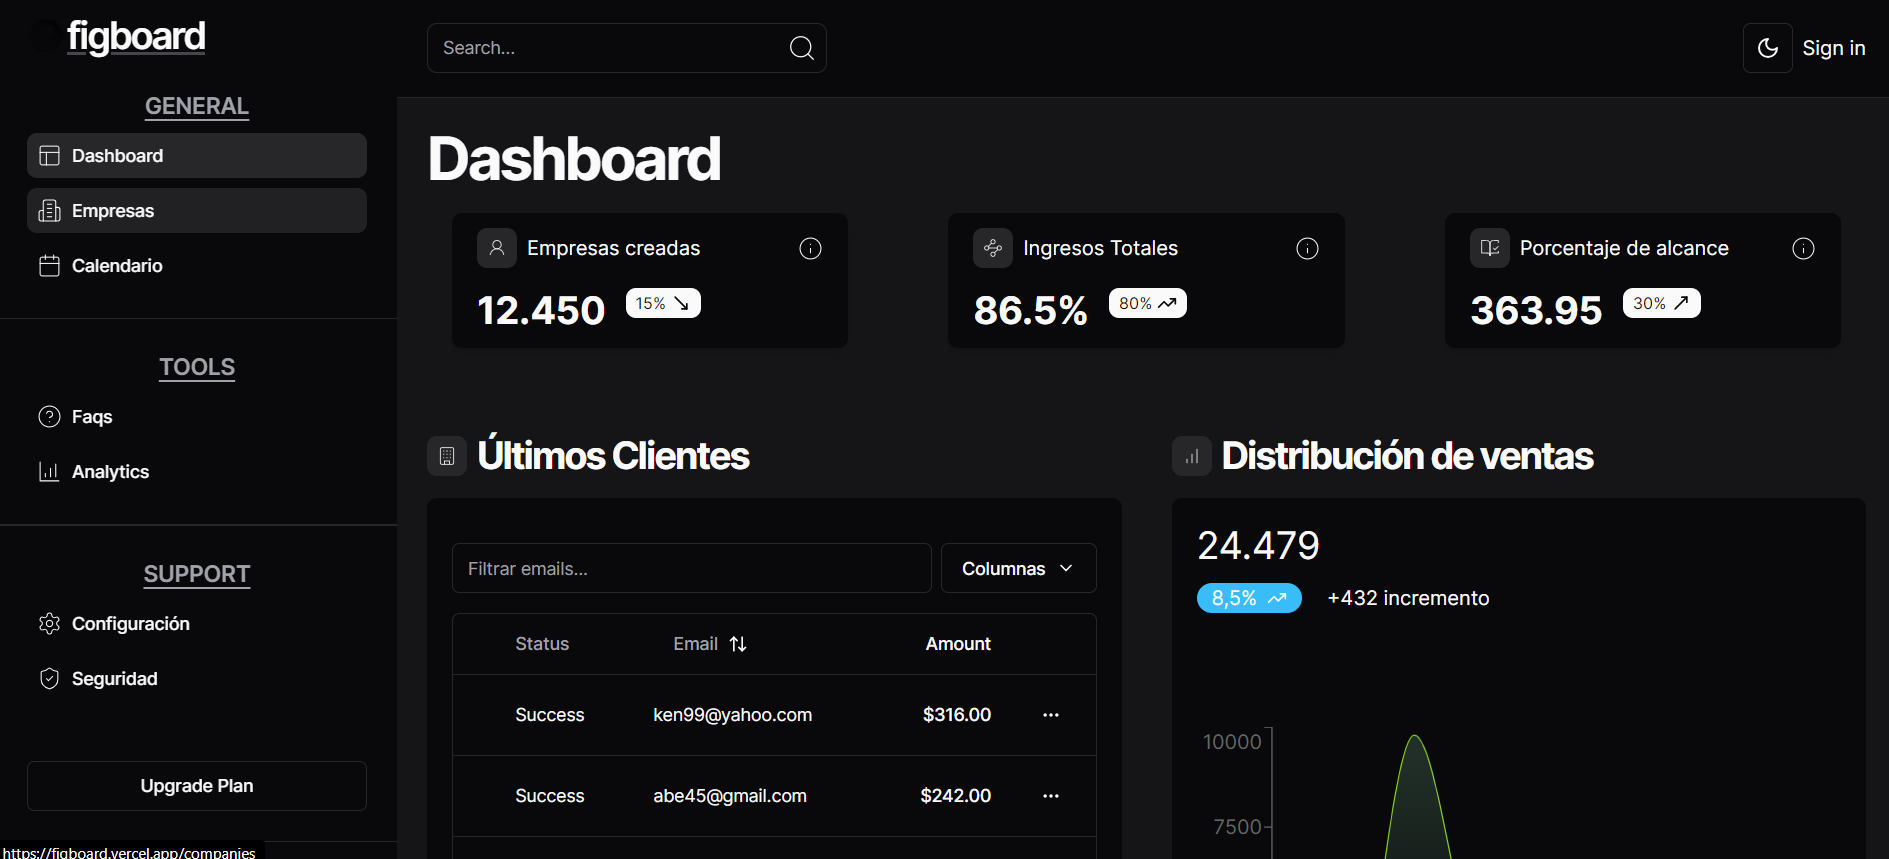 figboard
Search...
Sign in
GENERAL
Dashboard
Empresas
Calendario
TOOLS
Faqs
Analytics
SUPPORT
Configuración
Seguridad
Upgrade Plan
https://figboard.vercel.app/companies
Dashboard
Empresas creadas
12.450 15%
Ingresos Totales
86.5% 80%
Porcentaje de alcance
363.95 30%
Últimos Clientes
Filtrar emails...
Columnas
Status Email Amount
Success ken99@yahoo.com $316.00
Success abe45@gmail.com $242.00
Distribución de ventas
24.479
8,5% +432 incremento
10000
7500